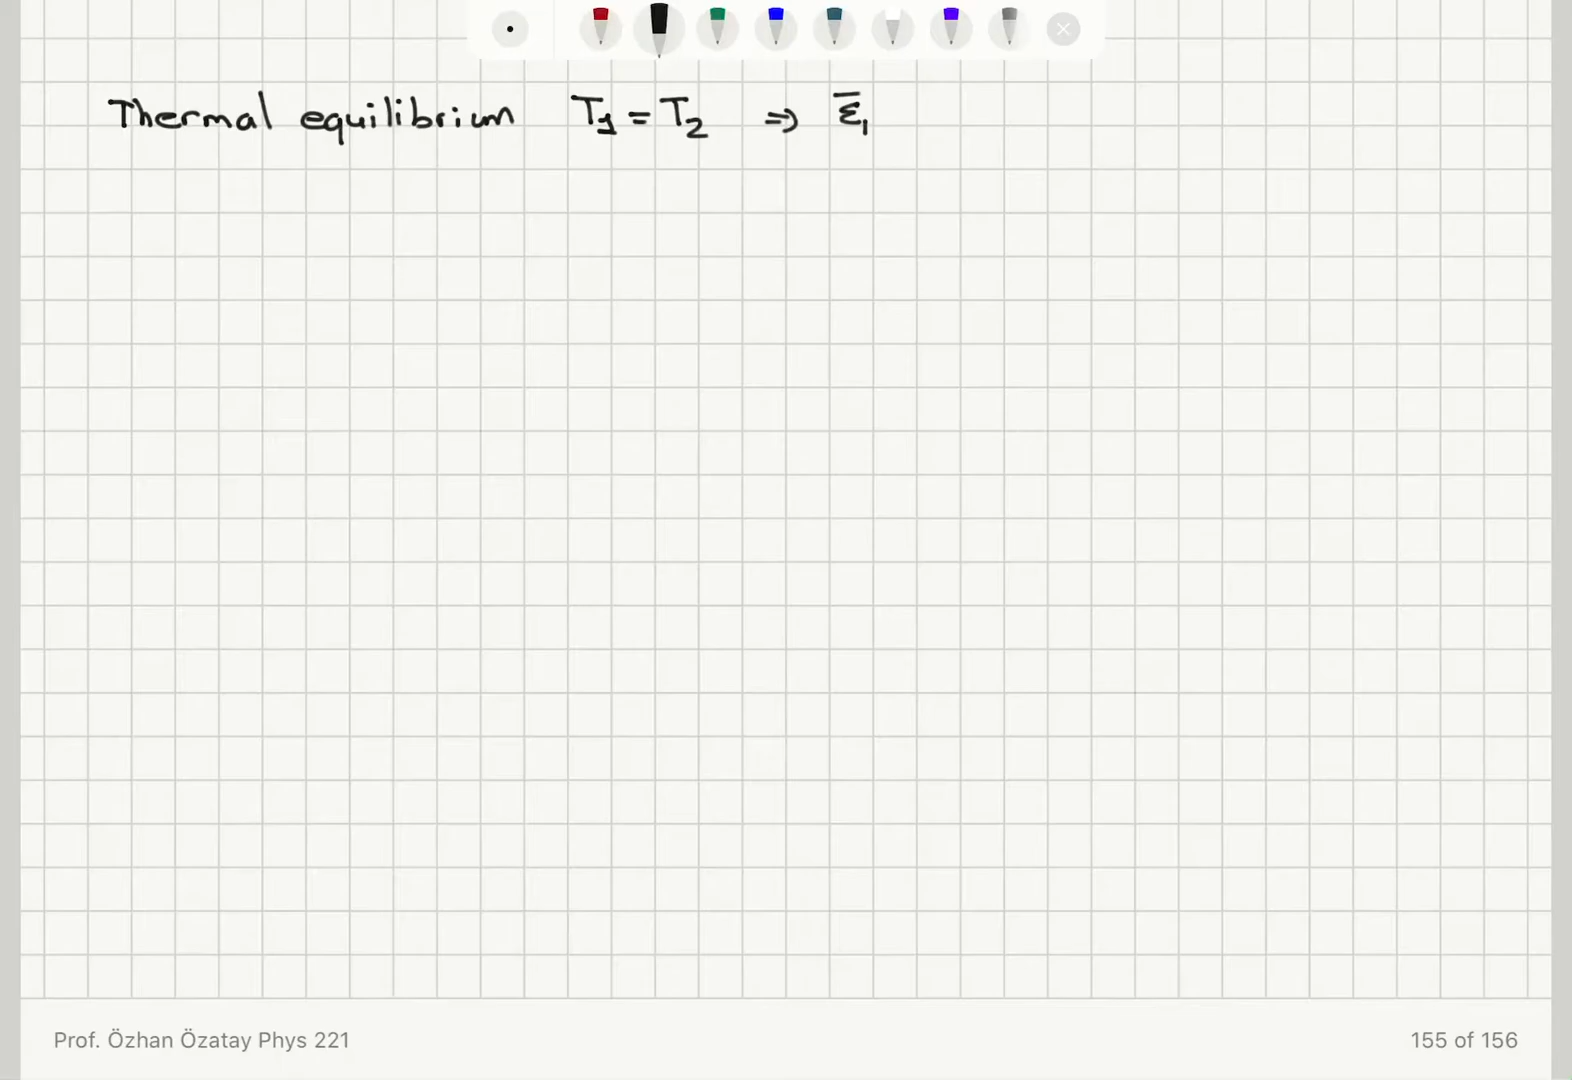 Thermal equilibrium T₁ = T₂ ⇒ ε̅₁
Prof. Özhan Özatay Phys 221
155 of 156